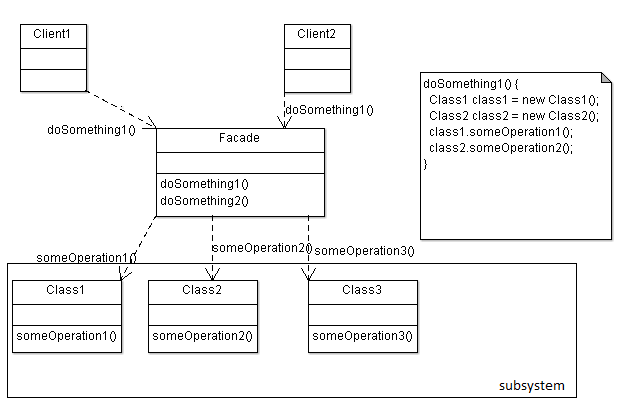 Client1
Client2
doSomething1() {
Class1 class1 = new Class1();
Class2 class2 = new Class2();
class1.someOperation1();
class2.someOperation2();
}
doSomething1()
doSomething1()
Facade
doSomething1()
doSomething2()
someOperation1()
someOperation2()
someOperation3()
Class1
someOperation1()
Class2
someOperation2()
Class3
someOperation3()
subsystem